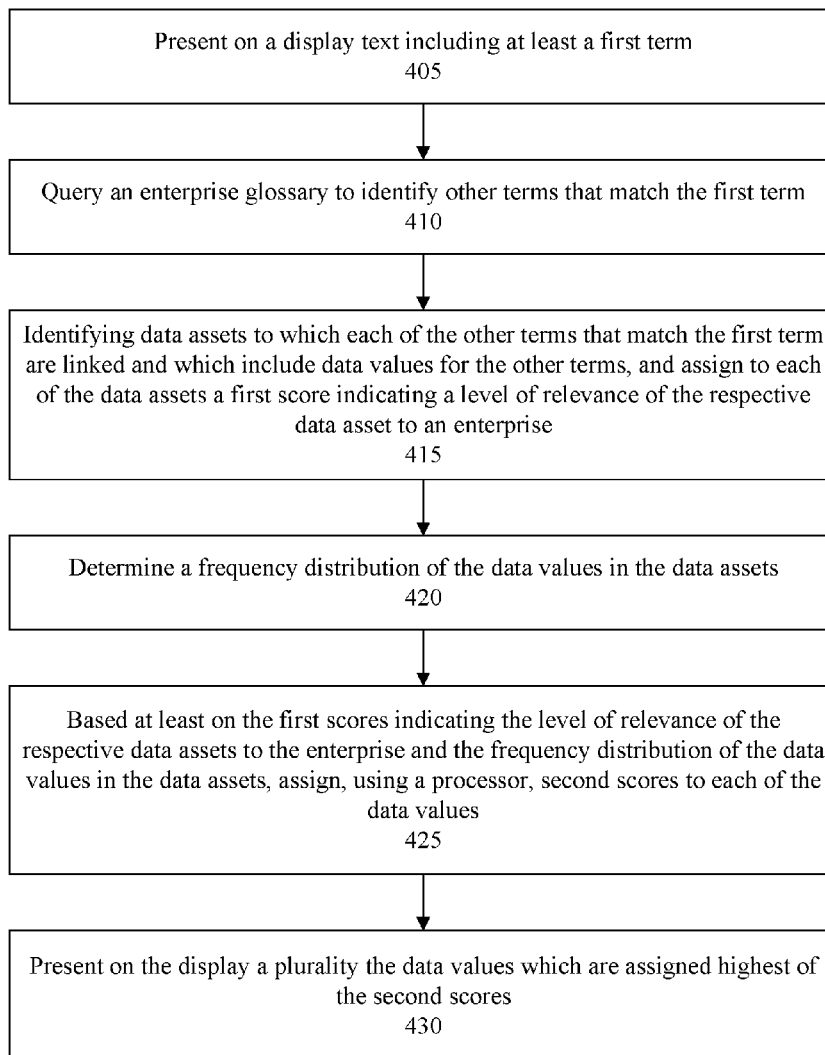 Present on a display text including at least a first term
405
Query an enterprise glossary to identify other terms that match the first term
410
Identifying data assets to which each of the other terms that match the first term
are linked and which include data values for the other terms, and assign to each
of the data assets a first score indicating a level of relevance of the respective
data asset to an enterprise
415
Determine a frequency distribution of the data values in the data assets
420
Based at least on the first scores indicating the level of relevance of the
respective data assets to the enterprise and the frequency distribution of the data
values in the data assets, assign, using a processor, second scores to each of the
data values
425
Present on the display a plurality the data values which are assigned highest of
the second scores
430